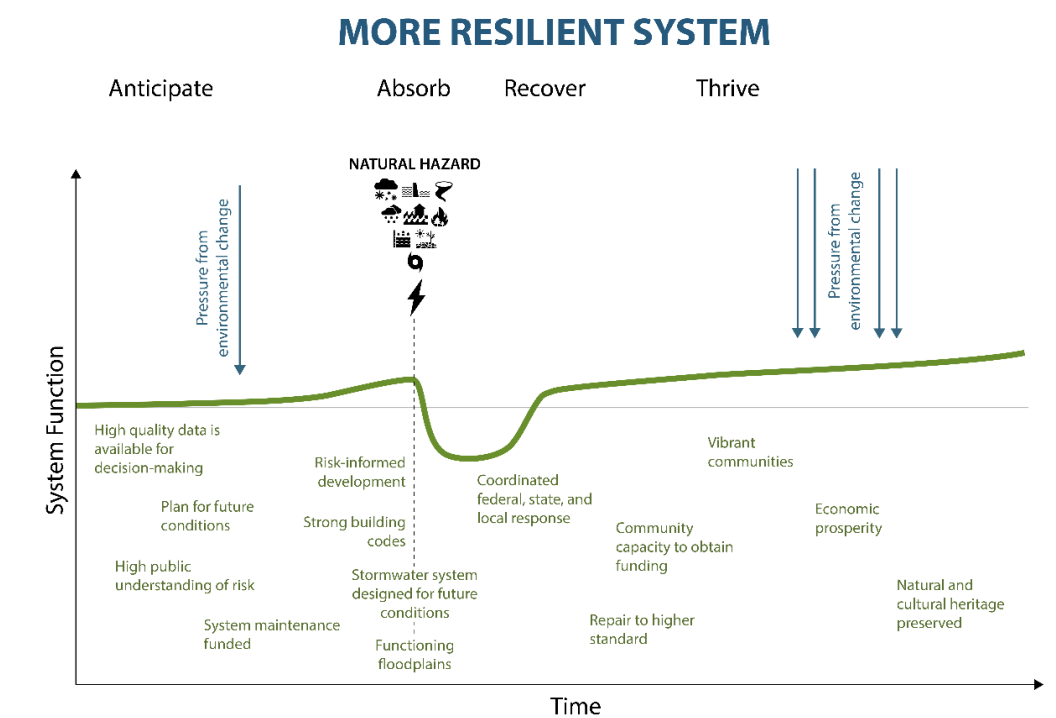 MORE RESILIENT SYSTEM
Anticipate
Absorb
Recover
Thrive
NATURAL HAZARD
Pressure from
environmental change
Pressure from
environmental change
System Function
High quality data is
available for
decision-making
Plan for future
conditions
High public
understanding of risk
System maintenance
funded
Risk-informed
development
Strong building
codes
Stormwater system
designed for future
conditions
Functioning
floodplains
Coordinated
federal, state, and
local response
Community
capacity to obtain
funding
Repair to higher
standard
Vibrant
communities
Economic
prosperity
Natural and
cultural heritage
preserved
Time